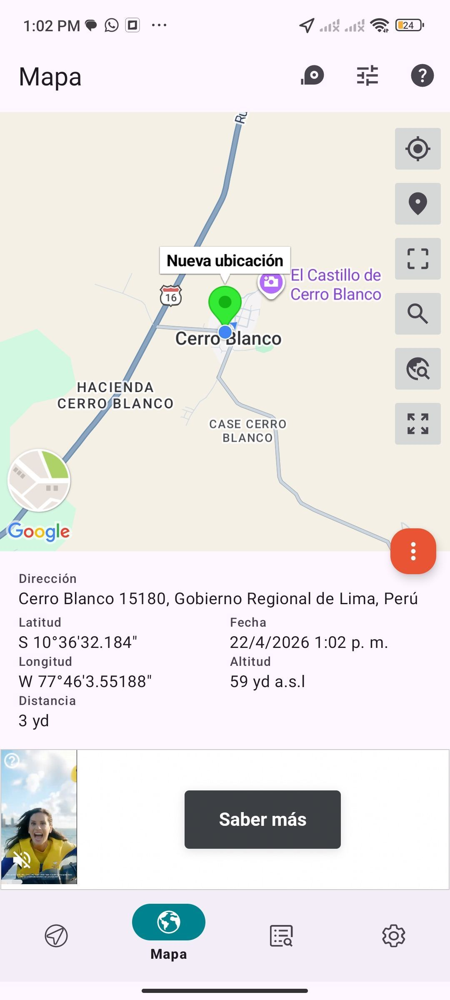 1:02 PM
24
Mapa
Ru
Nueva ubicación
El Castillo de
Cerro Blanco
16
Cerro Blanco
HACIENDA
CERRO BLANCO
CASE CERRO
BLANCO
Google
Dirección
Cerro Blanco 15180, Gobierno Regional de Lima, Perú
Latitud
Fecha
S 10°36'32.184"
22/4/2026 1:02 p. m.
Longitud
Altitud
W 77°46'3.55188"
59 yd a.s.l
Distancia
3 yd
Saber más
Mapa